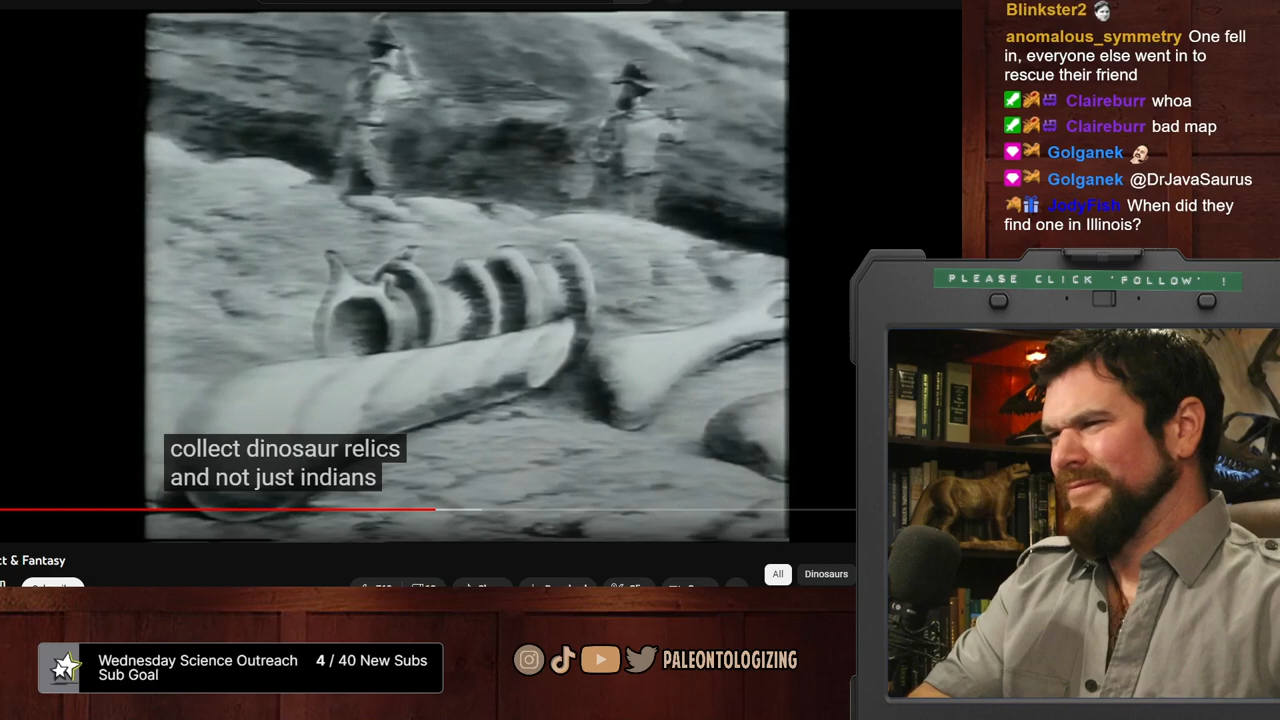 Blinkster2
anomalous_symmetry One fell
in, everyone else went in to
rescue their friend
Claireburr whoa
Claireburr bad map
Golganek
Golganek @DrJavaSaurus
JodyFish When did they
find one in Illinois?
PLEASE CLICK 'FOLLOW' !
collect dinosaur relics
and not just indians
t & Fantasy
All
Dinosaurs
Wednesday Science Outreach 4 / 40 New Subs
Sub Goal
PALEONTOLOGIZING